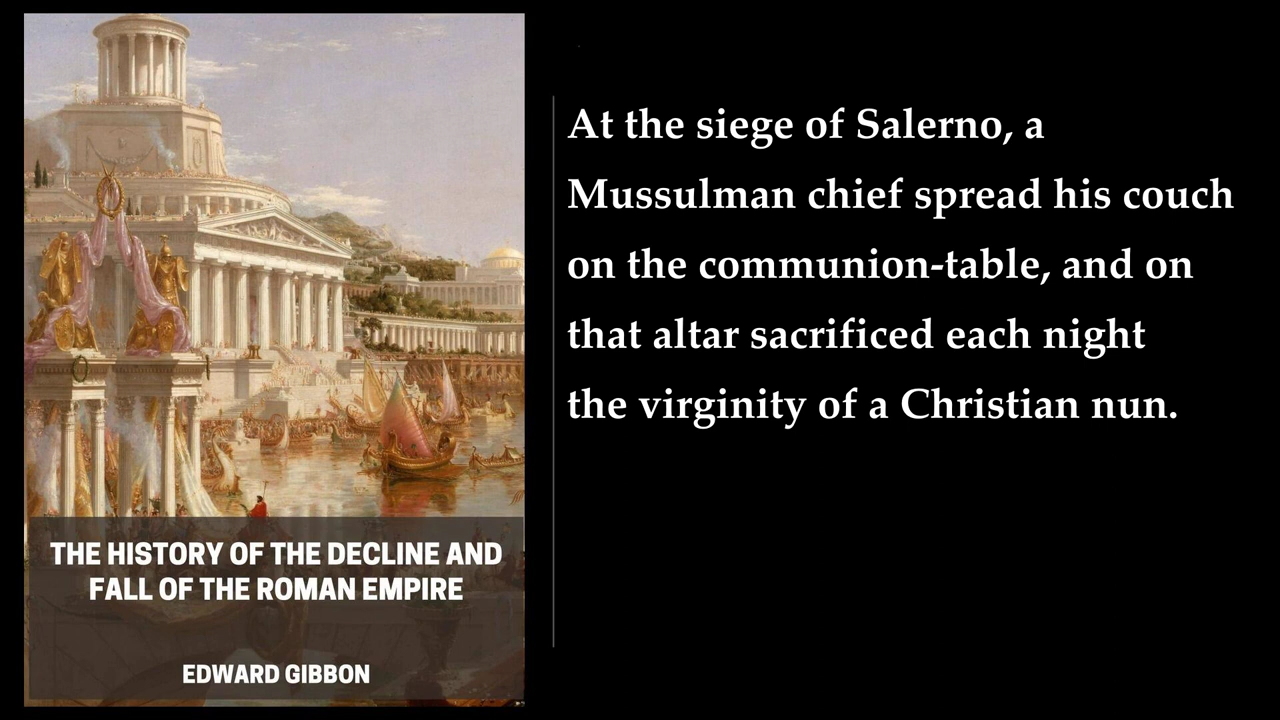 At the siege of Salerno, a
Mussulman chief spread his couch
on the communion-table, and on
that altar sacrificed each night
the virginity of a Christian nun.
THE HISTORY OF THE DECLINE AND
FALL OF THE ROMAN EMPIRE
EDWARD GIBBON